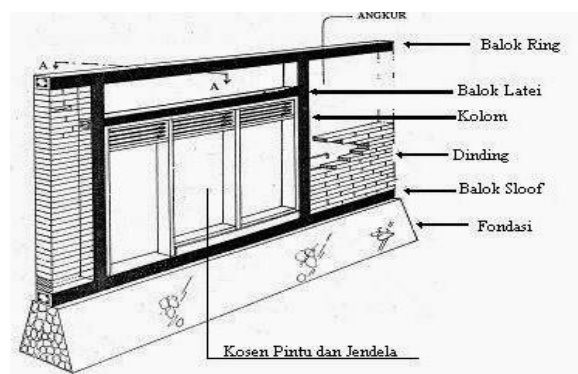 ANGKUR
Balok Ring
A
A
Balok Latei
Kolom
Dinding
Balok Sloof
Fondasi
Kosen Pintu dan Jendela